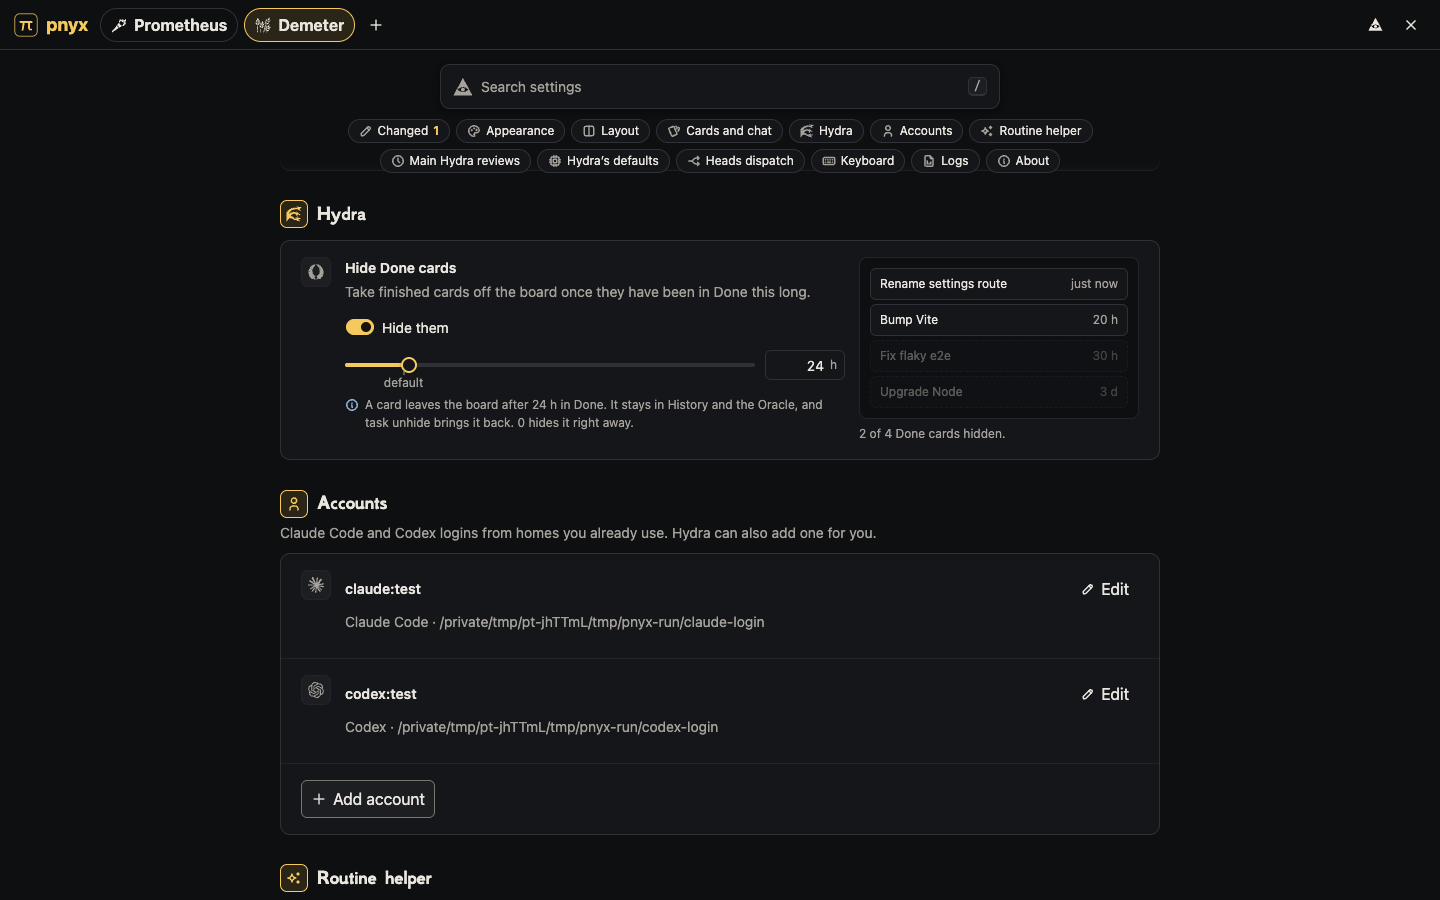 π pnyx Prometheus Demeter +
Search settings /
Changed 1 Appearance Layout Cards and chat Hydra Accounts Routine helper
Main Hydra reviews Hydra's defaults Heads dispatch Keyboard Logs About
Hydra
Hide Done cards
Take finished cards off the board once they have been in Done this long.
Hide them
24 h
default
A card leaves the board after 24 h in Done. It stays in History and the Oracle, and
task unhide brings it back. 0 hides it right away.
Rename settings route just now
Bump Vite 20 h
Fix flaky e2e 30 h
Upgrade Node 3 d
2 of 4 Done cards hidden.
Accounts
Claude Code and Codex logins from homes you already use. Hydra can also add one for you.
claude:test Edit
Claude Code · /private/tmp/pt-jhTTmL/tmp/pnyx-run/claude-login
codex:test Edit
Codex · /private/tmp/pt-jhTTmL/tmp/pnyx-run/codex-login
+ Add account
Routine helper